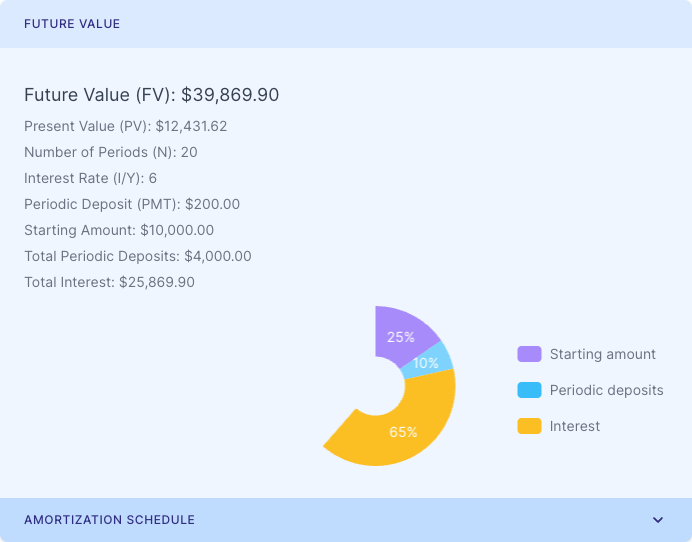 FUTURE VALUE
Future Value (FV): $39,869.90
Present Value (PV): $12,431.62
Number of Periods (N): 20
Interest Rate (I/Y): 6
Periodic Deposit (PMT): $200.00
Starting Amount: $10,000.00
Total Periodic Deposits: $4,000.00
Total Interest: $25,869.90
25%
10%
65%
Starting amount
Periodic deposits
Interest
AMORTIZATION SCHEDULE